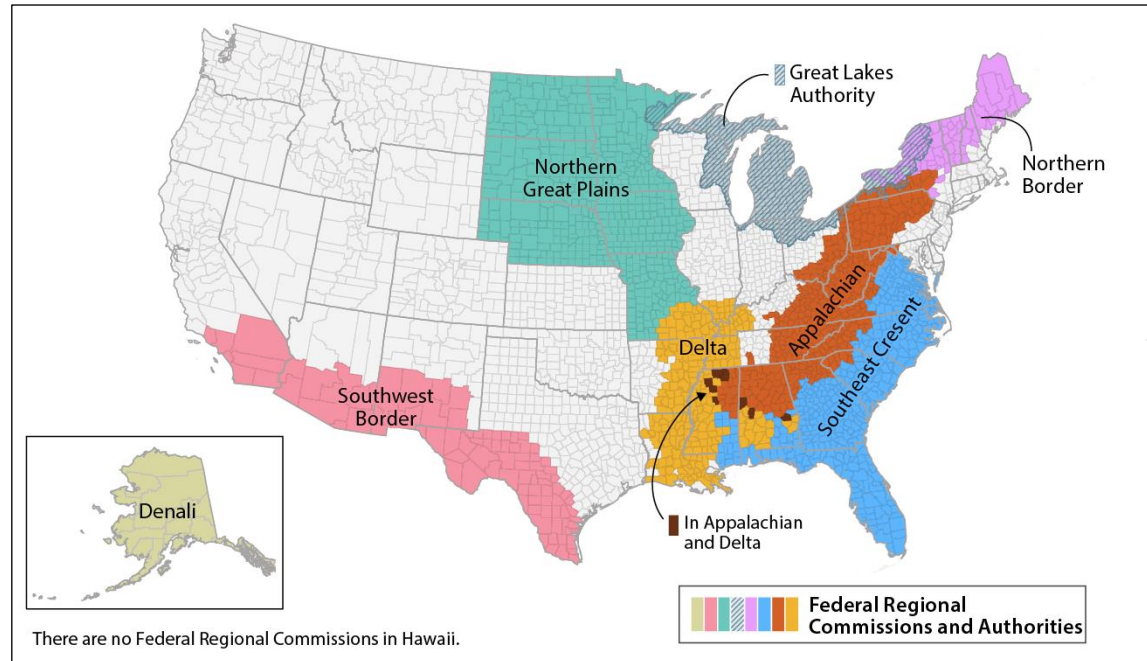 Great Lakes
Authority
Northern
Border
Northern
Great Plains
Appalachian
Delta
Southeast Cresent
Southwest
Border
Denali
In Appalachian
and Delta
Federal Regional
Commissions and Authorities
There are no Federal Regional Commissions in Hawaii.